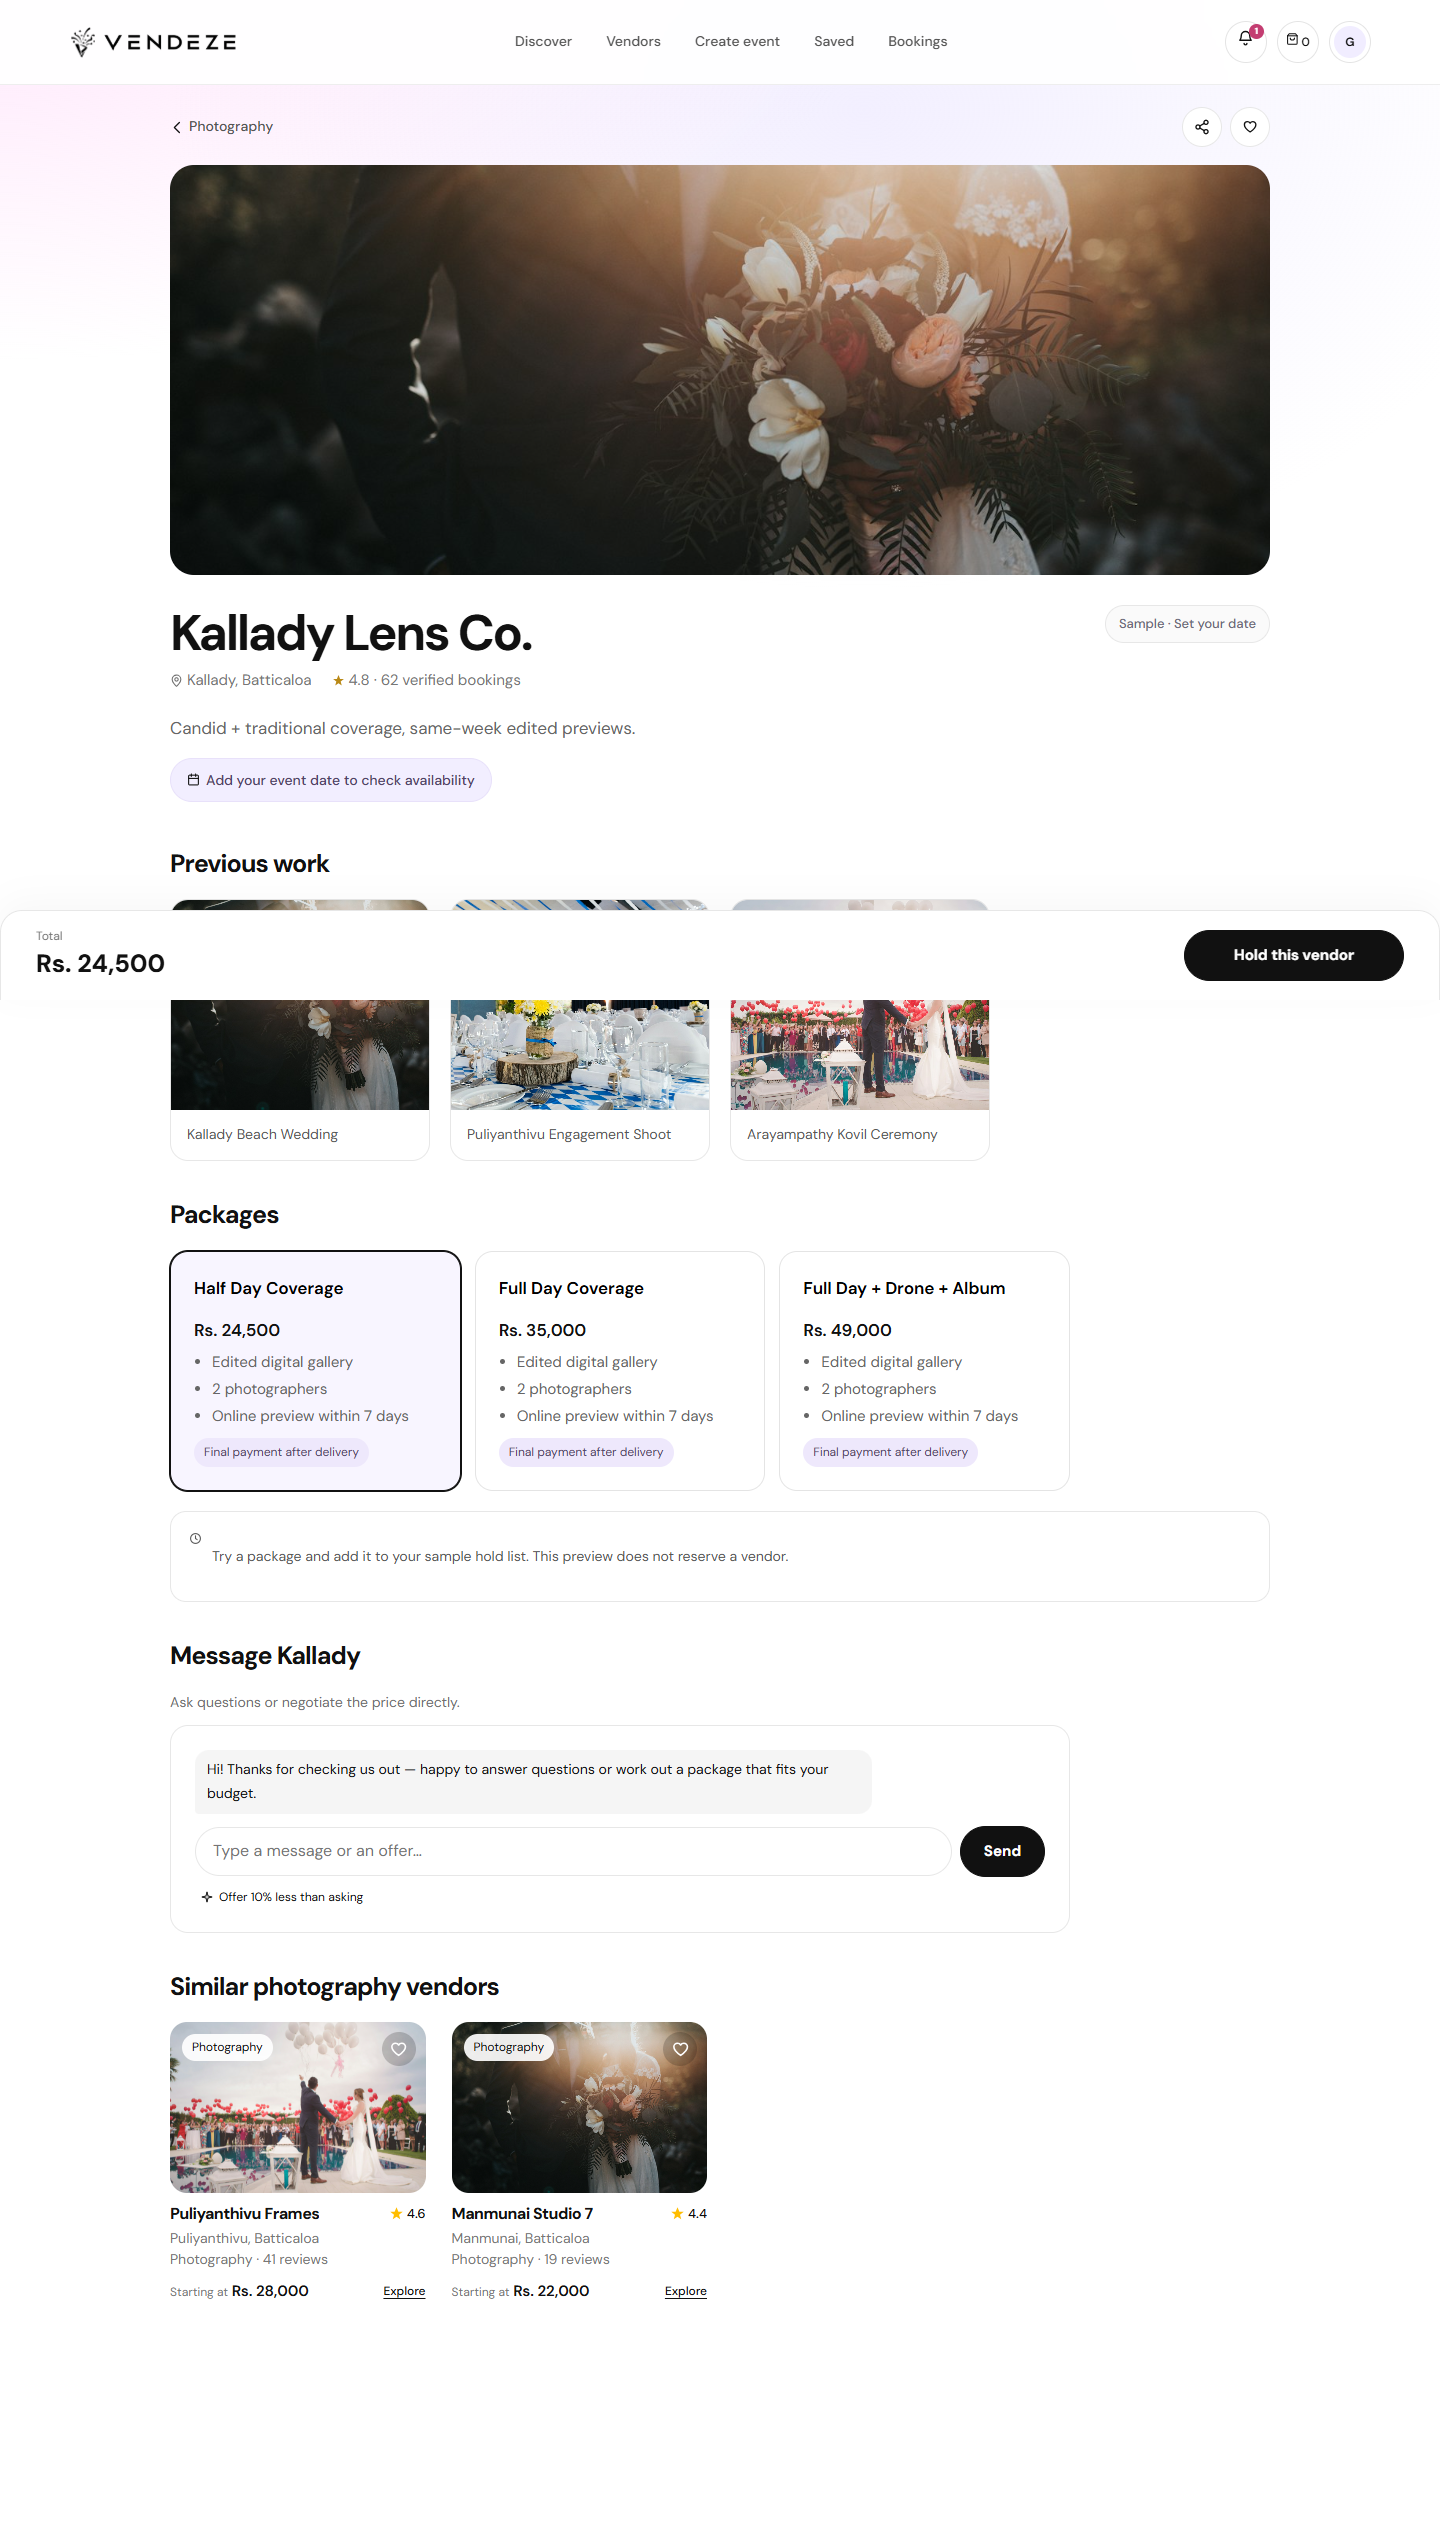 VENDEZE
Discover
Vendors
Create event
Saved
Bookings
1
0
G
Photography
Kallady Lens Co.
Sample · Set your date
Kallady, Batticaloa
4.8 · 62 verified bookings
Candid + traditional coverage, same-week edited previews.
Add your event date to check availability
Previous work
Total
Rs. 24,500
Hold this vendor
Kallady Beach Wedding
Puliyanthivu Engagement Shoot
Arayampathy Kovil Ceremony
Packages
Half Day Coverage
Rs. 24,500
• Edited digital gallery
• 2 photographers
• Online preview within 7 days
Final payment after delivery
Full Day Coverage
Rs. 35,000
• Edited digital gallery
• 2 photographers
• Online preview within 7 days
Final payment after delivery
Full Day + Drone + Album
Rs. 49,000
• Edited digital gallery
• 2 photographers
• Online preview within 7 days
Final payment after delivery
Try a package and add it to your sample hold list. This preview does not reserve a vendor.
Message Kallady
Ask questions or negotiate the price directly.
Hi! Thanks for checking us out — happy to answer questions or work out a package that fits your
budget.
Type a message or an offer...
Send
Offer 10% less than asking
Similar photography vendors
Photography
Puliyanthivu Frames
4.6
Puliyanthivu, Batticaloa
Photography · 41 reviews
Starting at Rs. 28,000
Explore
Photography
Manmunai Studio 7
4.4
Manmunai, Batticaloa
Photography · 19 reviews
Starting at Rs. 22,000
Explore